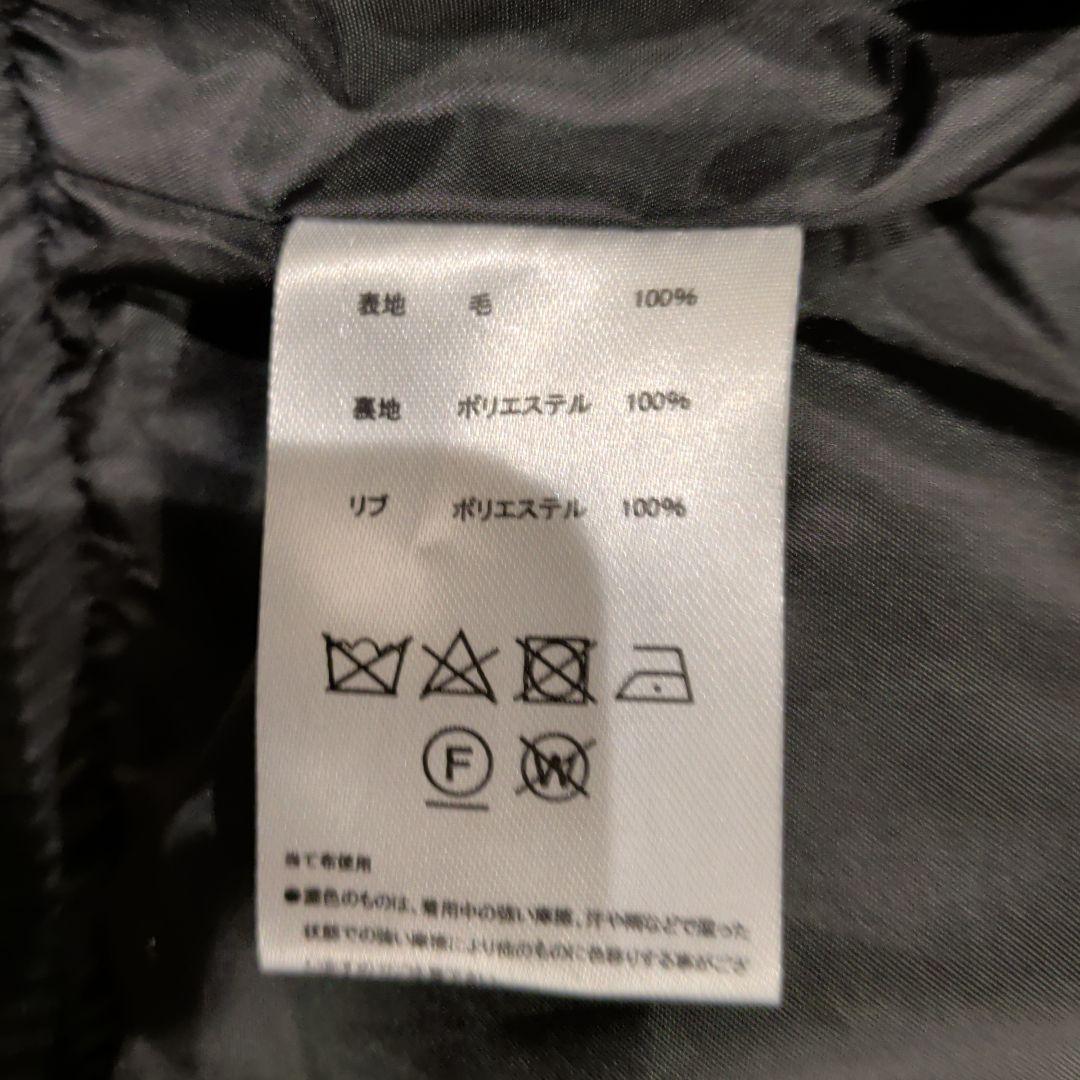 表地 毛 100%
裏地 ポリエステル 100%
リブ ポリエステル 100%
F
W
当て布使用
●濃色のものは、着用中の強い摩擦、汗や雨などで湿った
状態での強い摩擦により他のものに色移りする事がござ